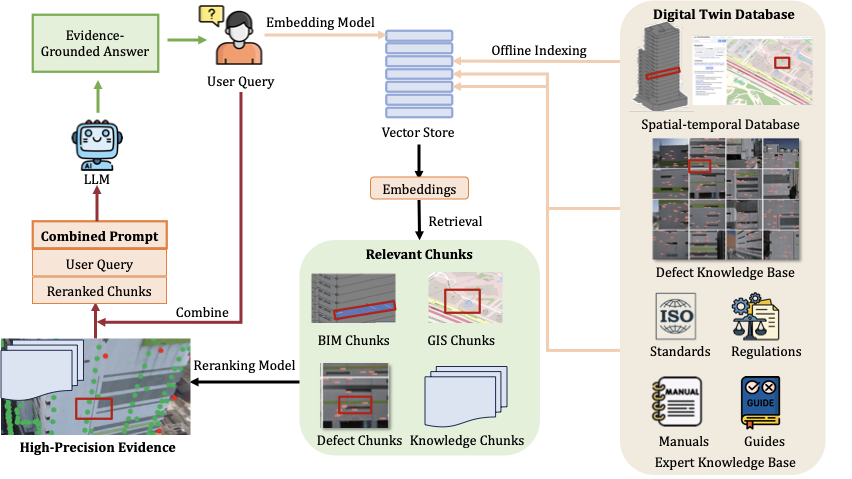 Evidence-
Grounded Answer
?
User Query
Embedding Model
Vector Store
Offline Indexing
Embeddings
Retrieval
AI
LLM
Combined Prompt
User Query
Reranked Chunks
Combine
High-Precision Evidence
Reranking Model
Relevant Chunks
BIM Chunks
GIS Chunks
Defect Chunks
Knowledge Chunks
Digital Twin Database
Spatial-temporal Database
Defect Knowledge Base
ISO
Standards
Regulations
MANUAL
Manuals
GUIDE
Guides
Expert Knowledge Base